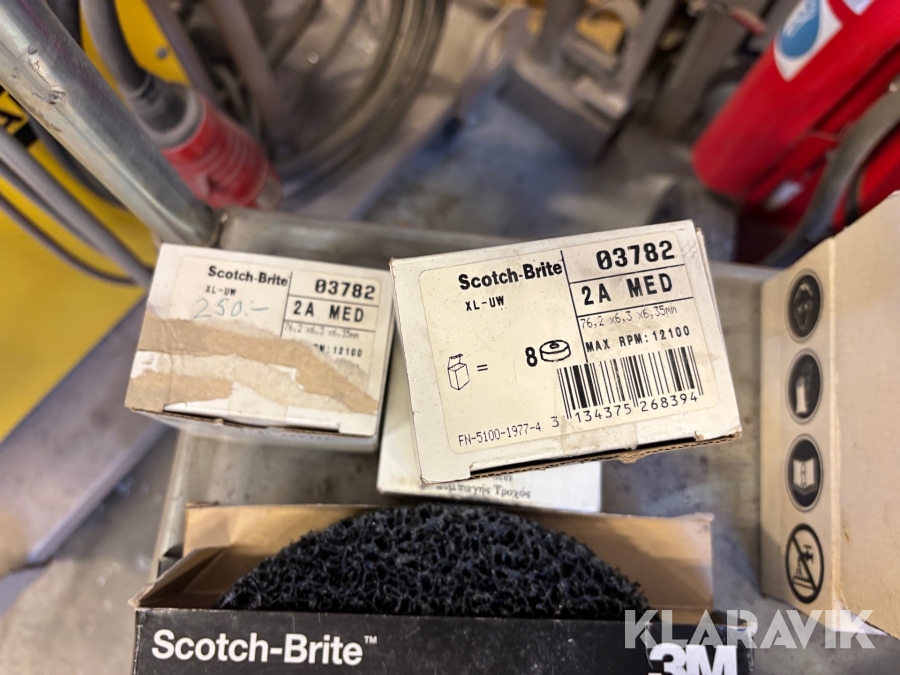 Scotch-Brite
XL-UW
250:-
03782
2A MED
76,2 x6,3 x6,35mm
:12100
Scotch-Brite
XL-UW
03782
2A MED
76,2 x6,3 x6,35mm
MAX RPM:12100
= 8
3 134375 268394
FN-5100-1977-4
Τροχός
Scotch-Brite™
3M
KLARAVIK